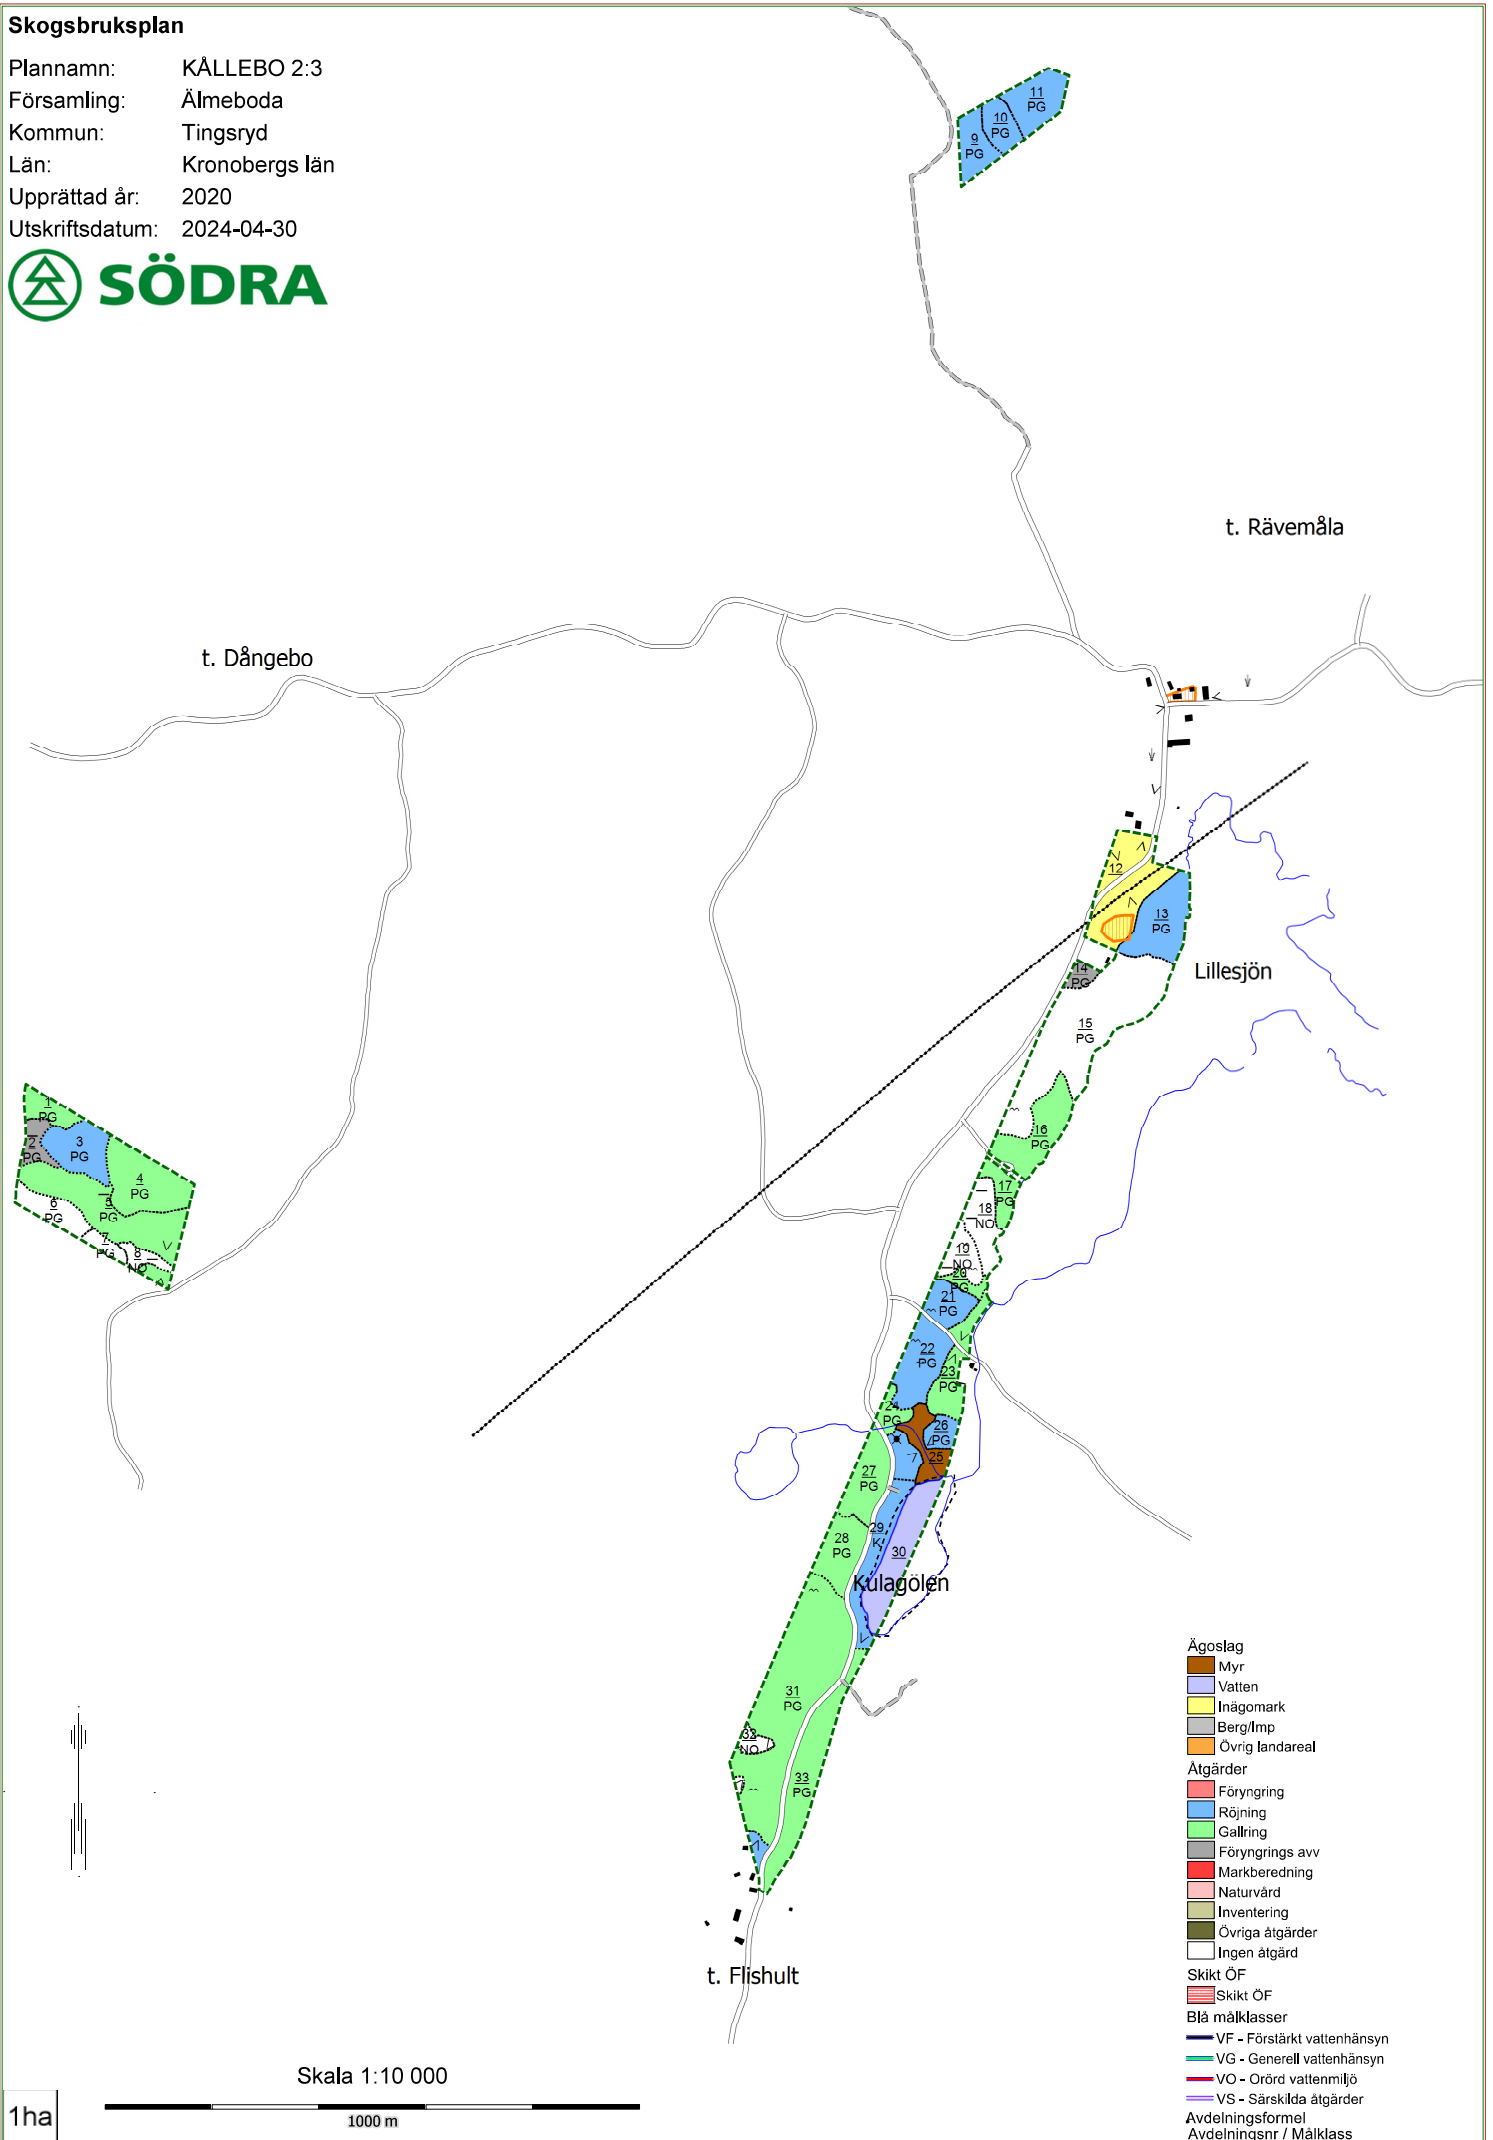 Skogsbruksplan
Plannamn: KÅLLEBO 2:3
Församling: Älmeboda
Kommun: Tingsryd
Län: Kronobergs län
Upprättad år: 2020
Utskriftsdatum: 2024-04-30
SÖDRA
11
PG
10
PG
9
PG
t. Rävemåla
t. Dångebo
12
13
PG
Lillesjön
14
PG
15
PG
1
PG
2
PG
3
PG
4
PG
5
PG
6
PG
7
PG
8
NO
16
PG
17
PG
18
NO
19
NO
20
PG
21
PG
22
PG
23
PG
24
PG
26
PG
25
27
PG
28
PG
29
K
30
Kulagölen
31
PG
32
NO
33
PG
t. Flishult
Ägoslag
Myr
Vatten
Inägomark
Berg/Imp
Övrig landareal
Åtgärder
Föryngring
Röjning
Gallring
Föryngrings avv
Markberedning
Naturvård
Inventering
Övriga åtgärder
Ingen åtgärd
Skikt ÖF
Skikt ÖF
Blå målklasser
VF - Förstärkt vattenhänsyn
VG - Generell vattenhänsyn
VO - Orörd vattenmiljö
VS - Särskilda åtgärder
Avdelningsformel
Avdelningsnr / Målklass
Skala 1:10 000
1000 m
1ha